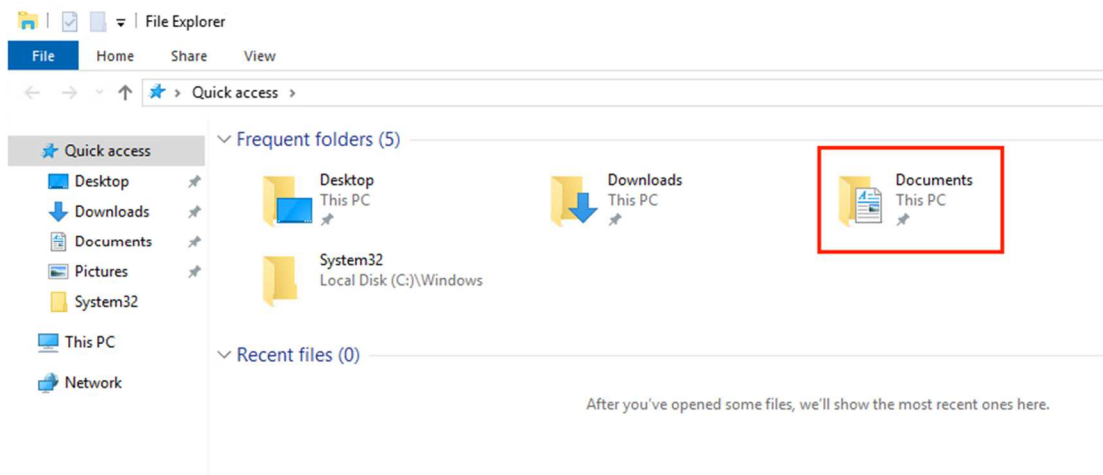 File Explorer
File Home Share View
Quick access
Quick access
Desktop
Downloads
Documents
Pictures
System32
This PC
Network
Frequent folders (5)
Desktop
This PC
Downloads
This PC
Documents
This PC
System32
Local Disk (C:)\Windows
Recent files (0)
After you've opened some files, we'll show the most recent ones here.